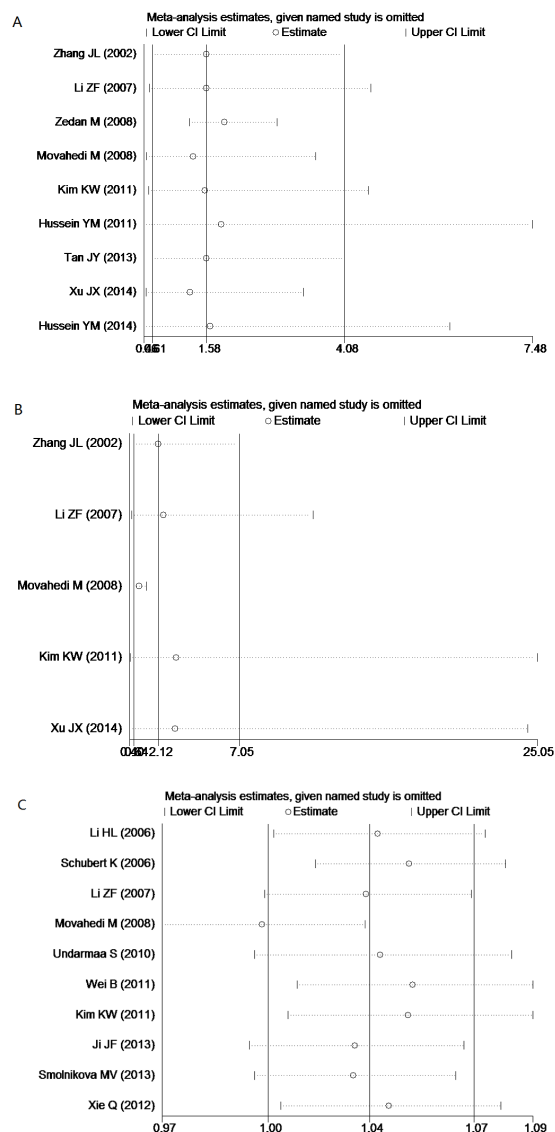 A
Meta-analysis estimates, given named study is omitted
Lower CI Limit Estimate Upper CI Limit
Zhang JL (2002)
Li ZF (2007)
Zedan M (2008)
Movahedi M (2008)
Kim KW (2011)
Hussein YM (2011)
Tan JY (2013)
Xu JX (2014)
Hussein YM (2014)
1.58 4.08 7.48
B
Meta-analysis estimates, given named study is omitted
Lower CI Limit Estimate Upper CI Limit
Zhang JL (2002)
Li ZF (2007)
Movahedi M (2008)
Kim KW (2011)
Xu JX (2014)
2.12 7.05 25.05
C
Meta-analysis estimates, given named study is omitted
Lower CI Limit Estimate Upper CI Limit
Li HL (2006)
Schubert K (2006)
Li ZF (2007)
Movahedi M (2008)
Undarmaa S (2010)
Wei B (2011)
Kim KW (2011)
Ji JF (2013)
Smolnikova MV (2013)
Xie Q (2012)
0.97 1.00 1.04 1.07 1.09